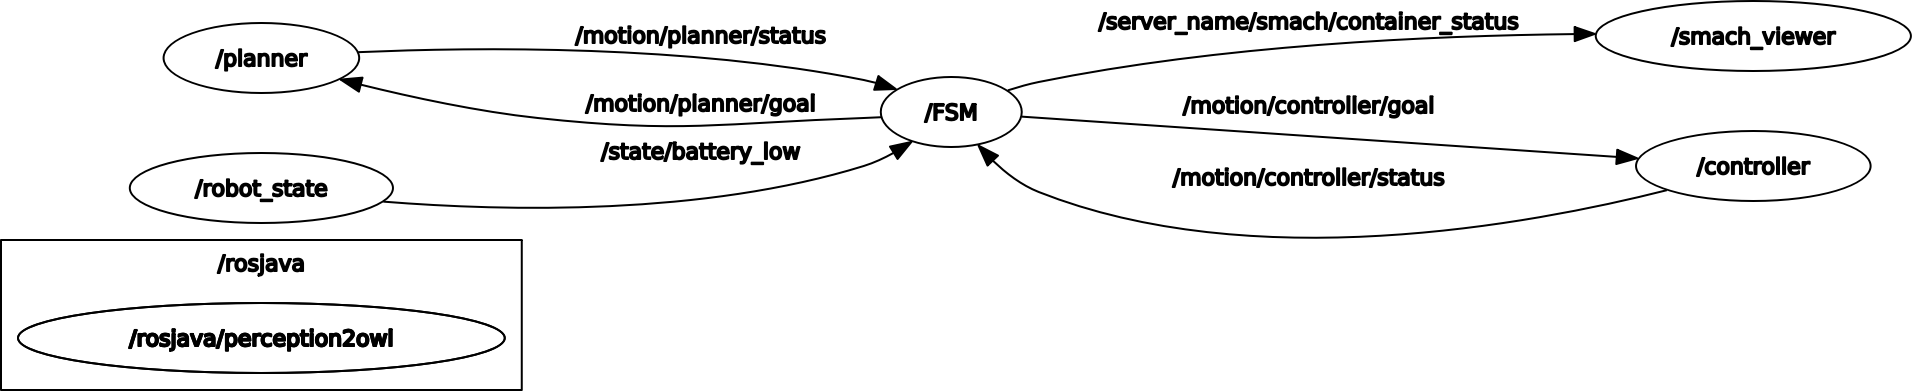 /planner
/motion/planner/status
/motion/planner/goal
/robot_state
/state/battery_low
/FSM
/server_name/smach/container_status
/smach_viewer
/motion/controller/goal
/controller
/motion/controller/status
/rosjava
/rosjava/perception2owl